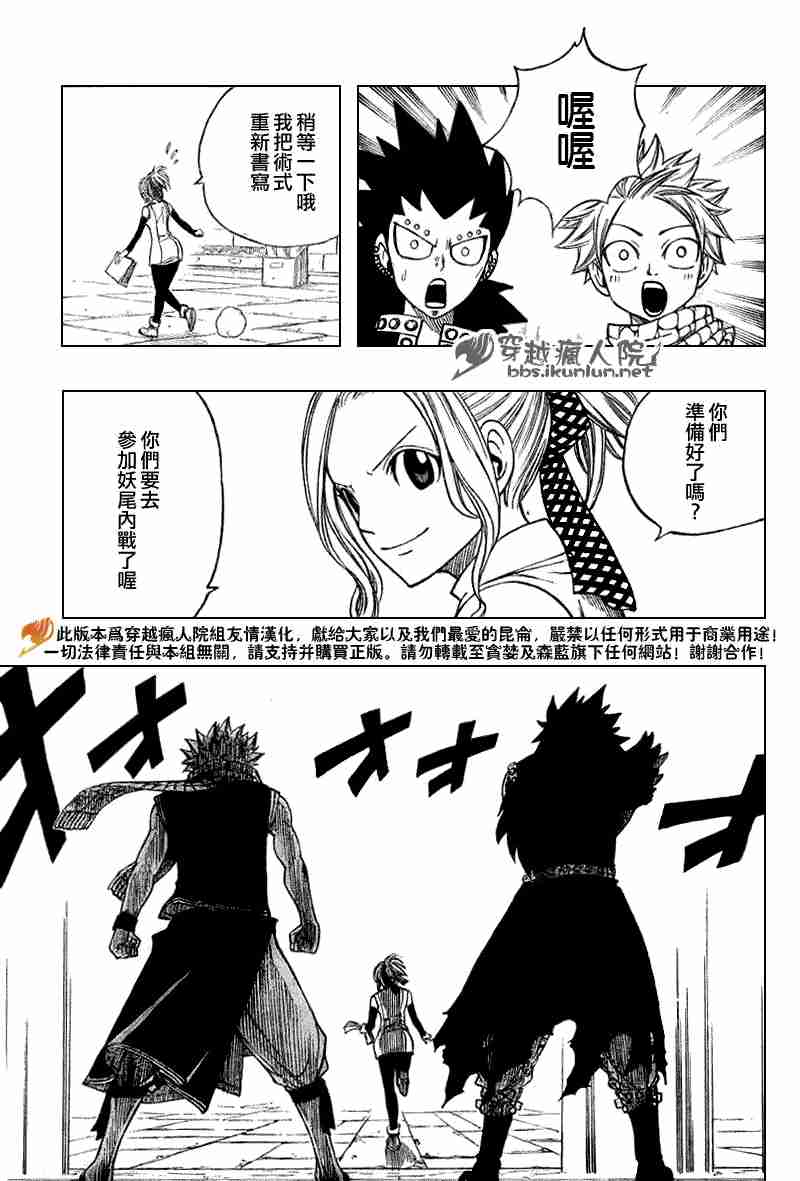 喔
喔
稍等一下哦
我把術式
重新書寫
穿越瘋人院
bbs.ikunlun.net
你們
準備好了嗎？
你們要去
參加妖尾內戰了喔
此版本爲穿越瘋人院組友情漢化，獻給大家以及我們最愛的昆侖，嚴禁以任何形式用于商業用途！
一切法律責任與本組無關，請支持并購買正版。請勿轉載至貪婪及森藍旗下任何網站！謝謝合作！